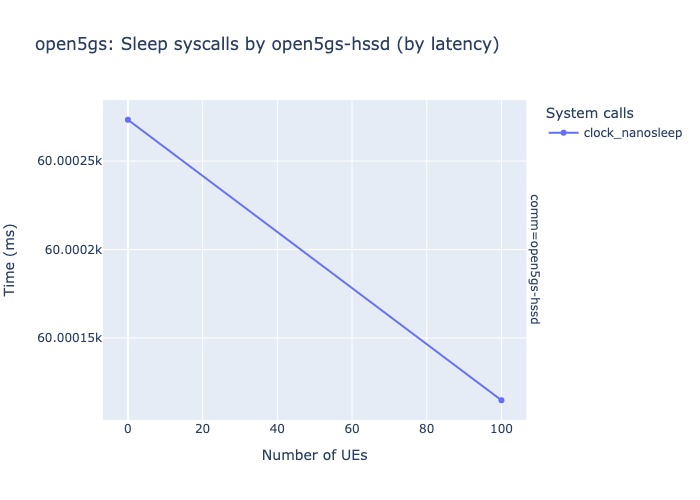 open5gs: Sleep syscalls by open5gs-hssd (by latency)
System calls
clock_nanosleep
60.00025k
60.0002k
60.00015k
Time (ms)
comm=open5gs-hssd
0 20 40 60 80 100
Number of UEs